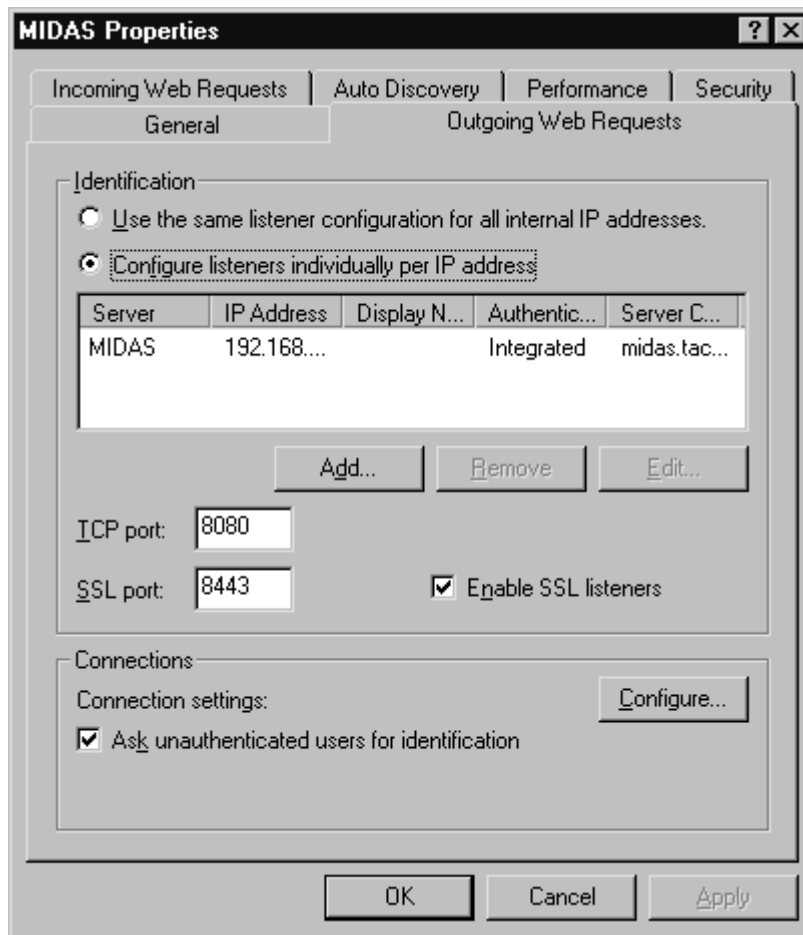 MIDAS Properties
Incoming Web Requests Auto Discovery Performance Security
General Outgoing Web Requests
Identification
Use the same listener configuration for all internal IP addresses.
Configure listeners individually per IP address
Server IP Address Display N... Authentic... Server C...
MIDAS 192.168.... Integrated midas.tac...
Add... Remove Edit...
TCP port: 8080
SSL port: 8443 Enable SSL listeners
Connections
Connection settings: Configure...
Ask unauthenticated users for identification
OK Cancel Apply